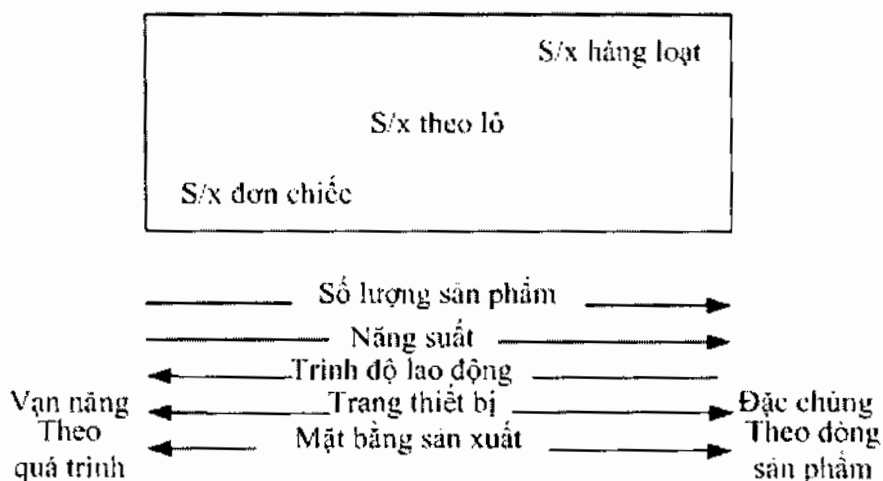 S/x hàng loạt
S/x theo lô
S/x đơn chiếc
Số lượng sản phẩm
Năng suất
Trình độ lao động
Vạn năng
Trang thiết bị
Đặc chủng
Theo
quá trình
Mặt bằng sản xuất
Theo dòng
sản phẩm